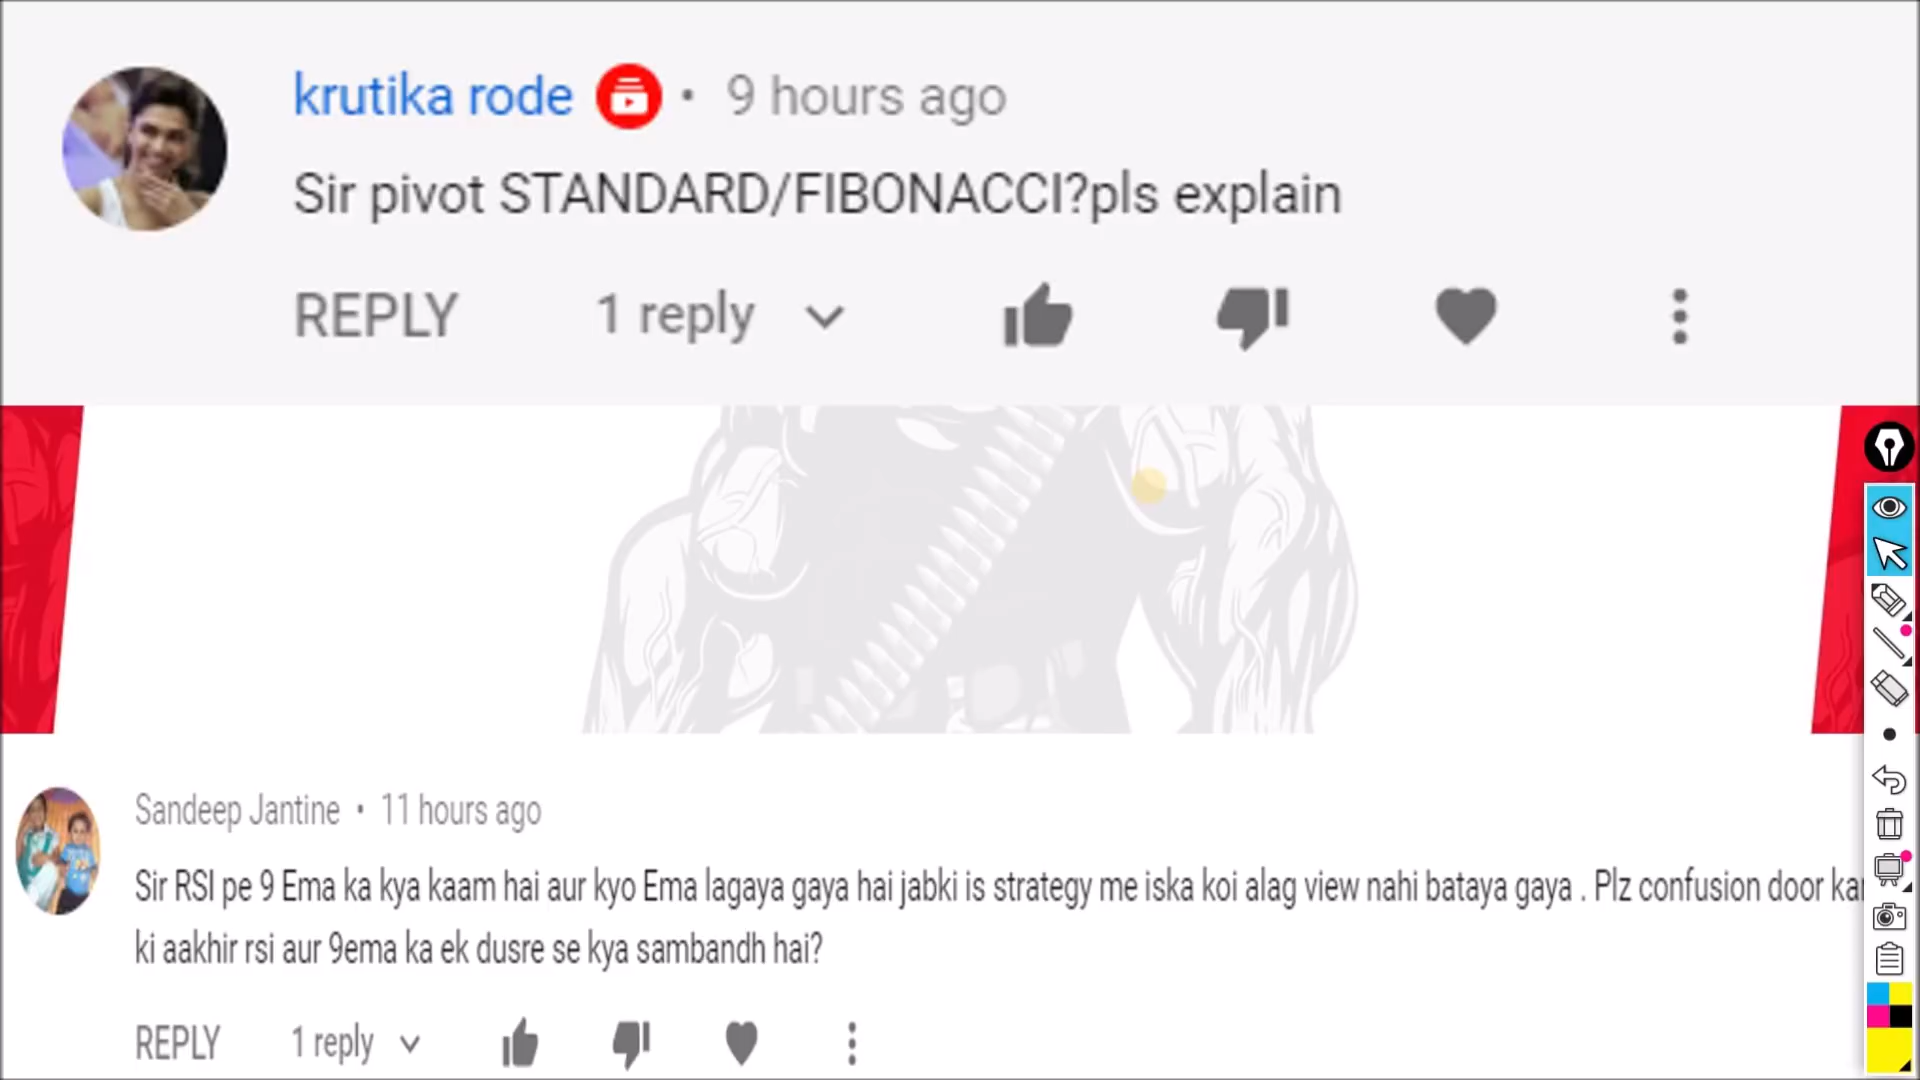 krutika rode • 9 hours ago
Sir pivot STANDARD/FIBONACCI?pls explain
REPLY 1 reply
Sandeep Jantine • 11 hours ago
Sir RSI pe 9 Ema ka kya kaam hai aur kyo Ema lagaya gaya hai jabki is strategy me iska koi alag view nahi bataya gaya . Plz confusion door
ki aakhir rsi aur 9ema ka ek dusre se kya sambandh hai?
REPLY 1 reply